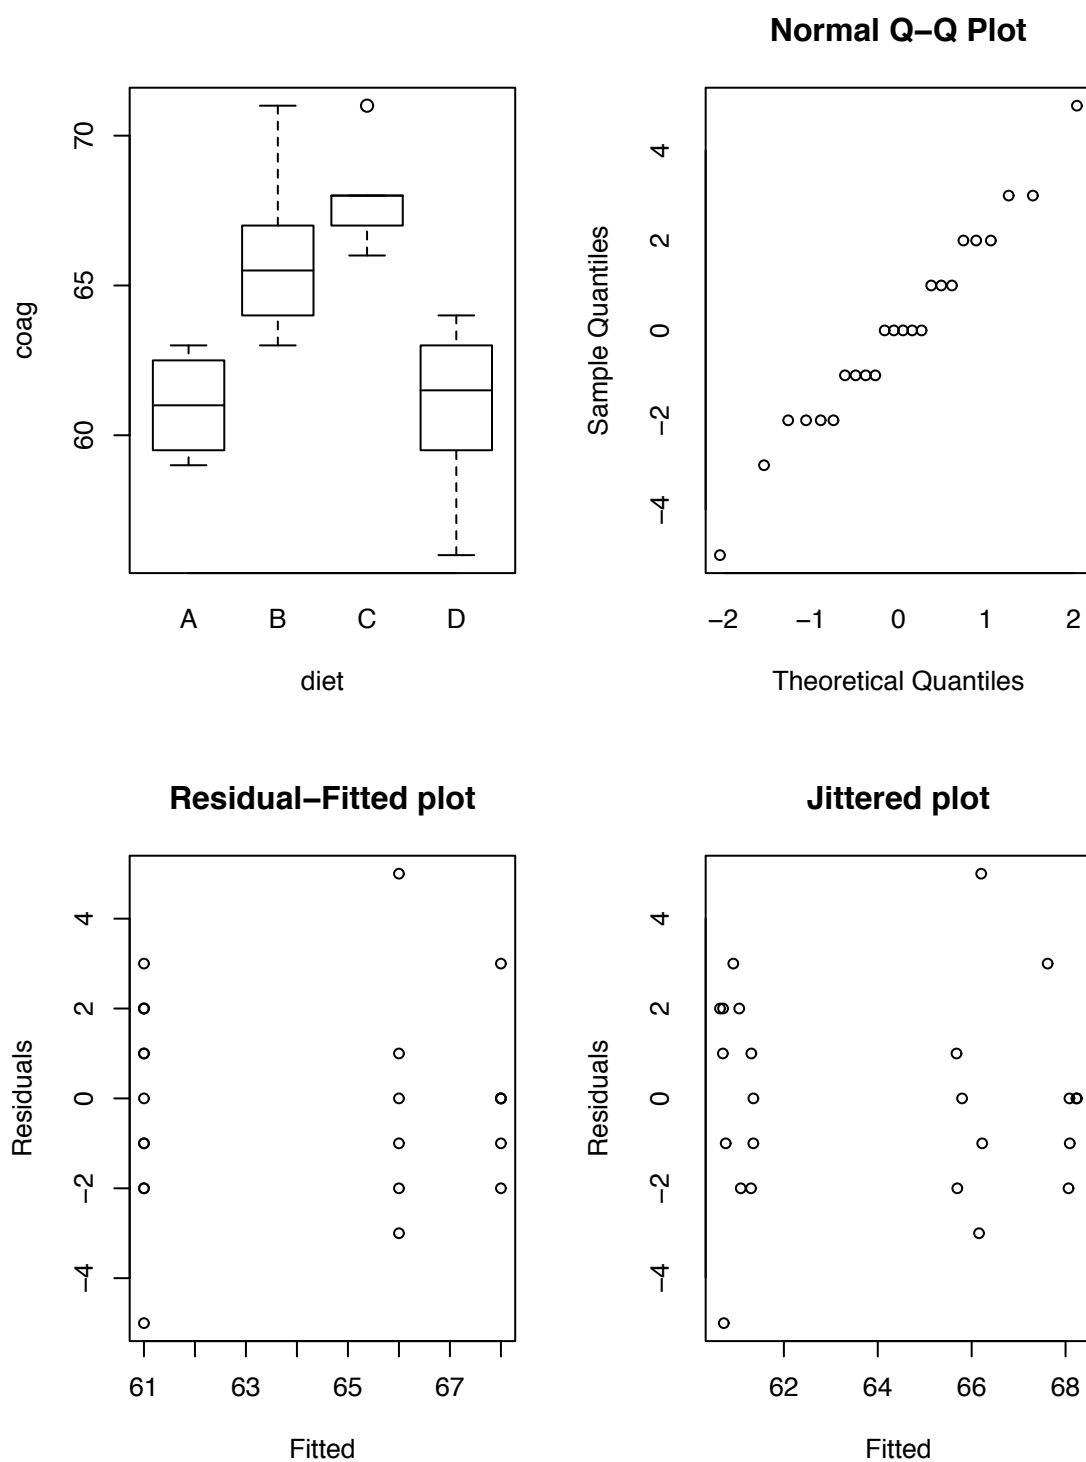 Normal Q−Q Plot
coag
70
65
60
A B C D
diet
Sample Quantiles
4
2
0
−2
−4
−2 −1 0 1 2
Theoretical Quantiles
Residual−Fitted plot
Residuals
4
2
0
−2
−4
61 63 65 67
Fitted
Jittered plot
Residuals
4
2
0
−2
−4
62 64 66 68
Fitted